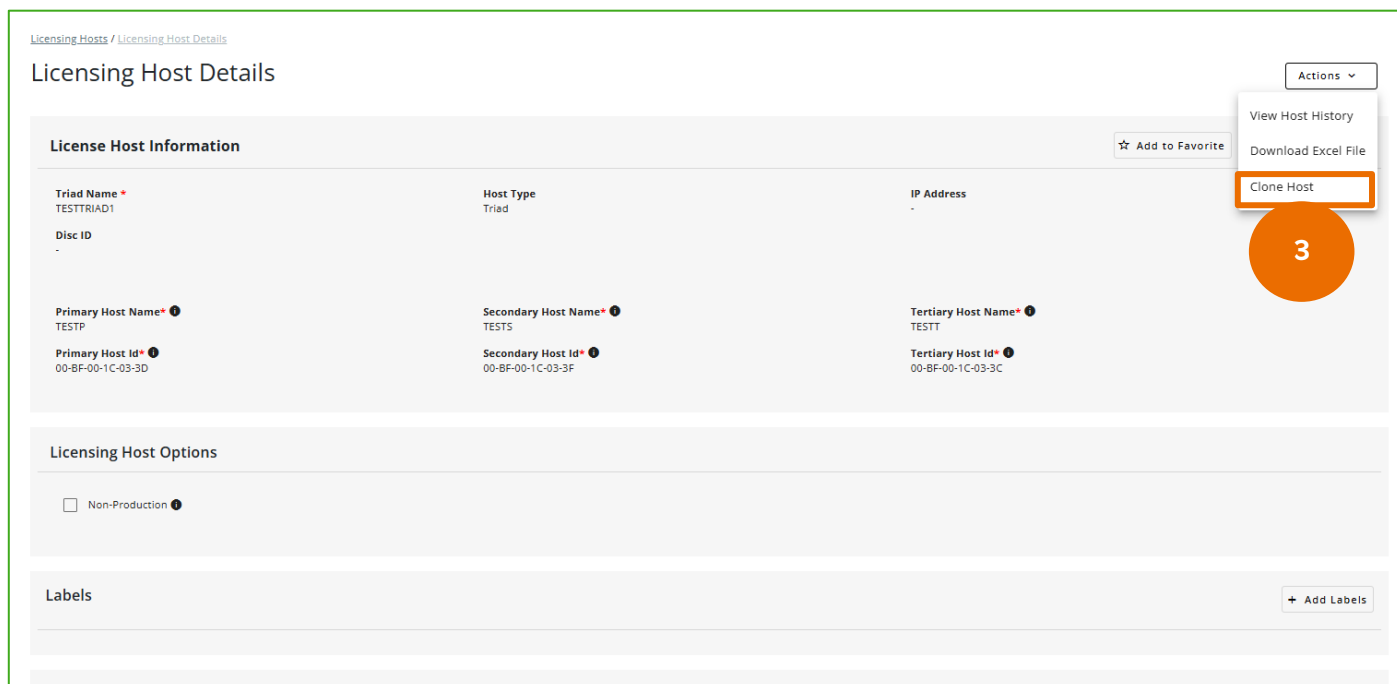 Licensing Hosts / Licensing Host Details
Licensing Host Details
Actions
View Host History
Download Excel File
Clone Host
3
License Host Information
Add to Favorite
Triad Name *
TESTTRIAD1
Host Type
Triad
IP Address
-
Disc ID
-
Primary Host Name*
TESTP
Secondary Host Name*
TESTS
Tertiary Host Name*
TESTT
Primary Host Id*
00-BF-00-1C-03-3D
Secondary Host Id*
00-BF-00-1C-03-3F
Tertiary Host Id*
00-BF-00-1C-03-3C
Licensing Host Options
Non-Production
Labels
+ Add Labels